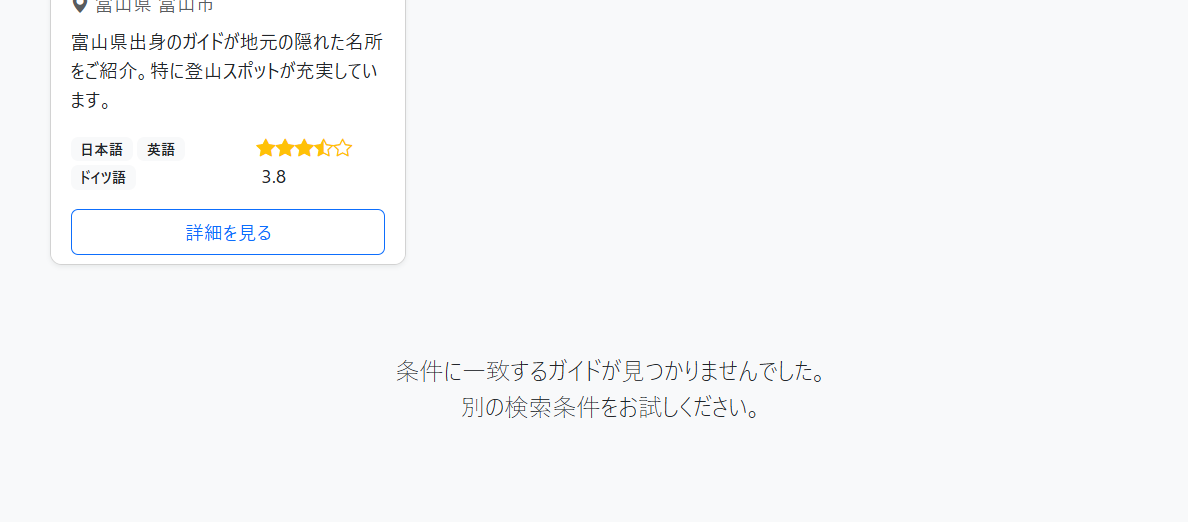 富山県 富山市
富山県出身のガイドが地元の隠れた名所
をご紹介。特に登山スポットが充実してい
ます。
日本語 英語
ドイツ語 3.8
詳細を見る
条件に一致するガイドが見つかりませんでした。
別の検索条件をお試しください。